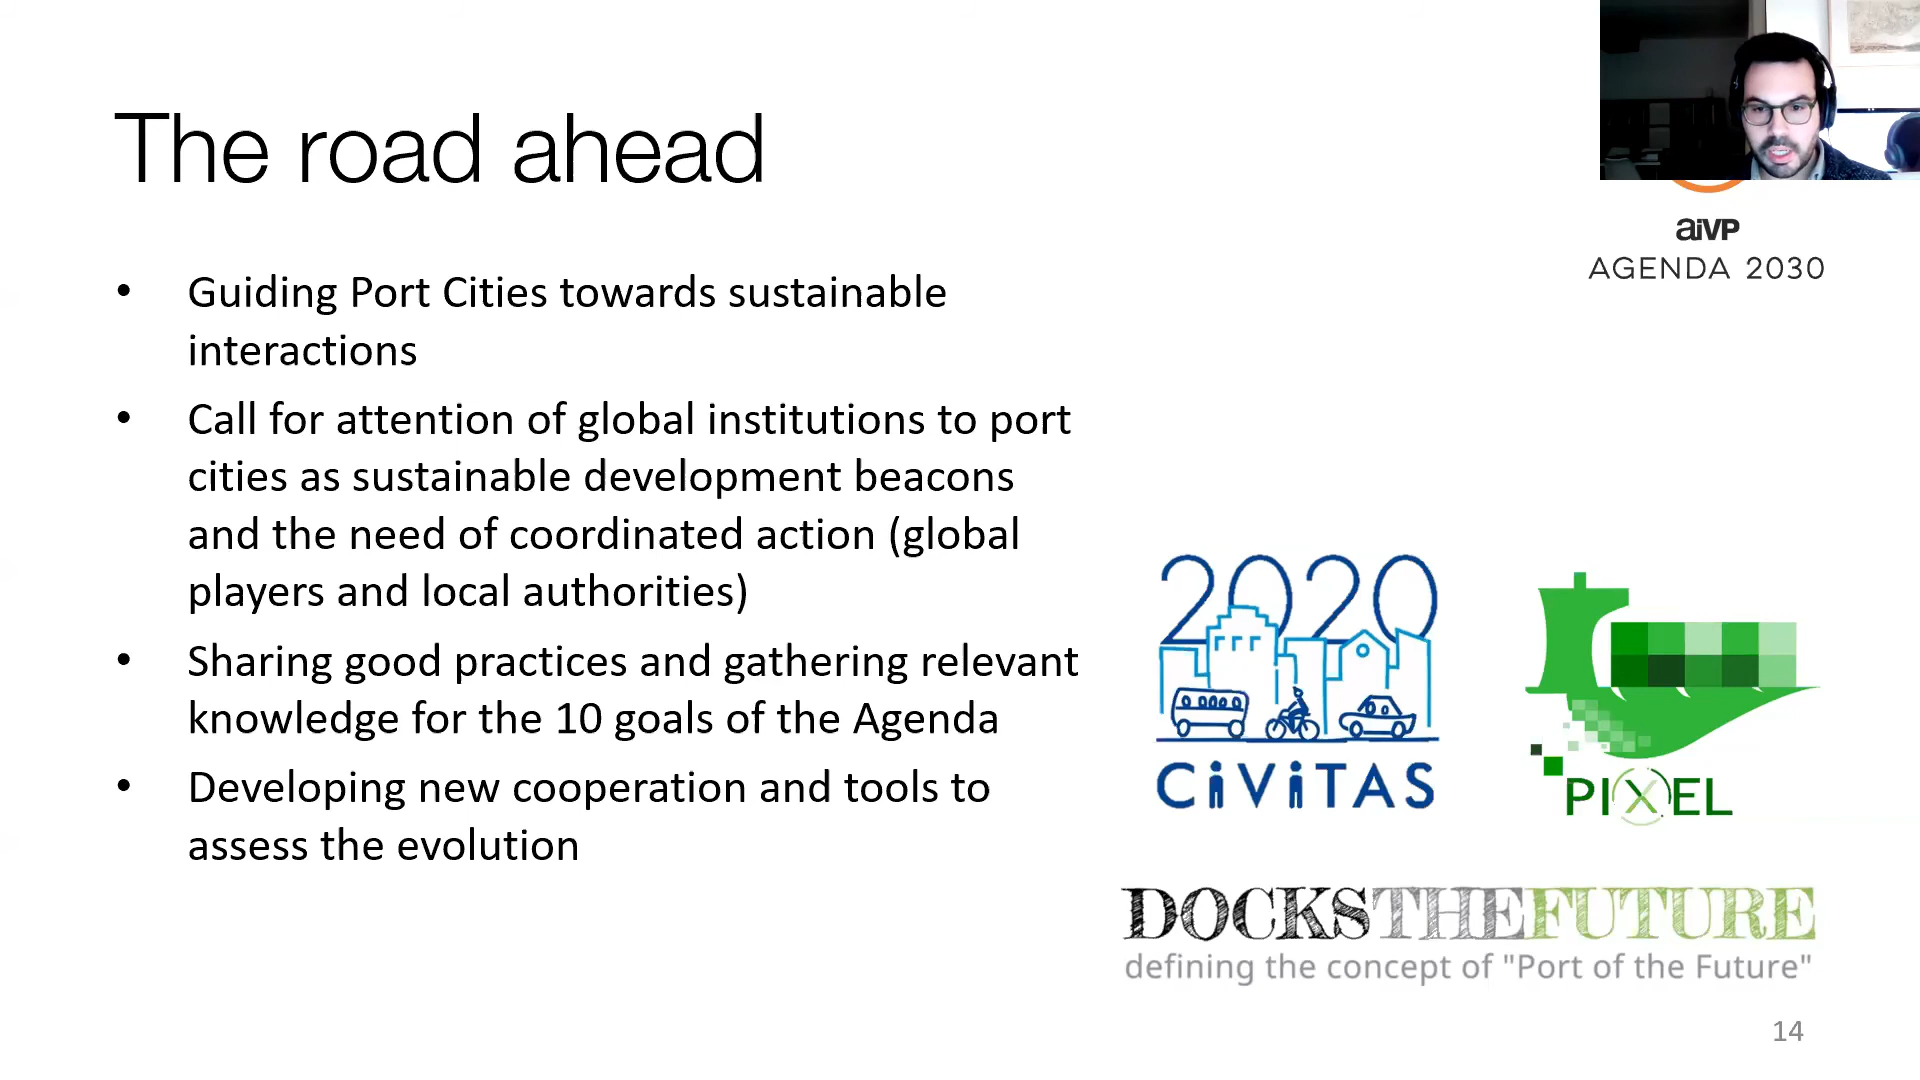 The road ahead
aiVP
AGENDA 2030
• Guiding Port Cities towards sustainable
interactions
• Call for attention of global institutions to port
cities as sustainable development beacons
and the need of coordinated action (global
players and local authorities)
• Sharing good practices and gathering relevant
knowledge for the 10 goals of the Agenda
• Developing new cooperation and tools to
assess the evolution
2020
CiViTAS
PIXEL
DOCKSTHEFUTURE
defining the concept of "Port of the Future"
14